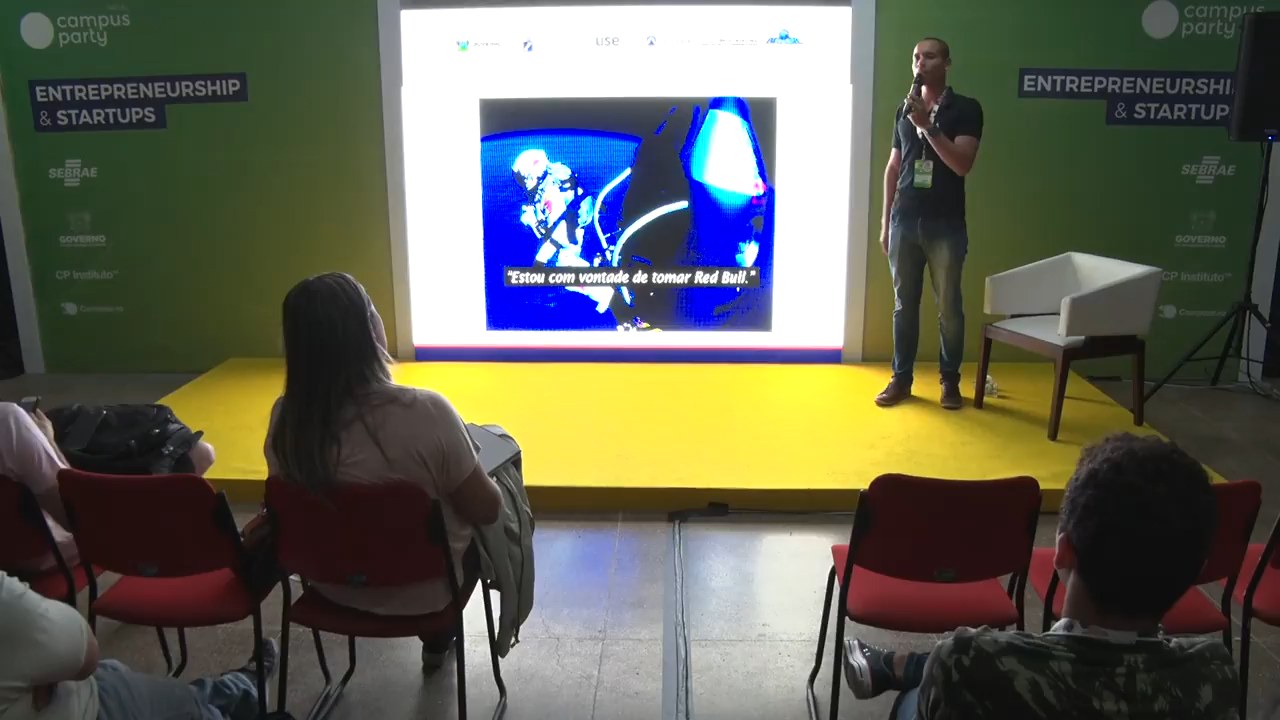 campus
party
ENTREPRENEURSHIP
& STARTUPS
SEBRAE
GOVERNO
CP Instituto
use
"Estou com vontade de tomar Red Bull."
campus
party
ENTREPRENEURSHI
& STARTUPS
SEBRAE
GOVERNO
CP Instituto